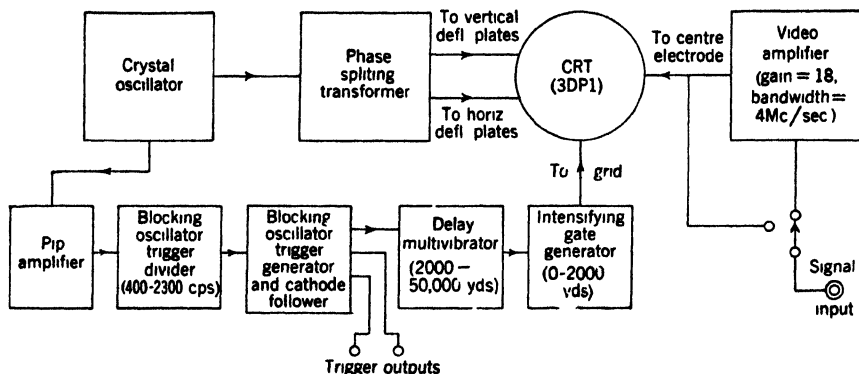 Crystal
oscillator
Phase
spliting
transformer
To vertical
defl plates
To horiz
defl plates
CRT
(3DP1)
To centre
electrode
Video
amplifier
(gain = 18,
bandwidth =
4Mc/sec)
To grid
Pip
amplifier
Blocking
oscillator
trigger
divider
(400-2300 cps)
Blocking
oscillator
trigger
generator
and cathode
follower
Delay
multivibrator
(2000 –
50,000 yds)
Intensifying
gate
generator
(0-2000
yds)
Signal
input
Trigger outputs